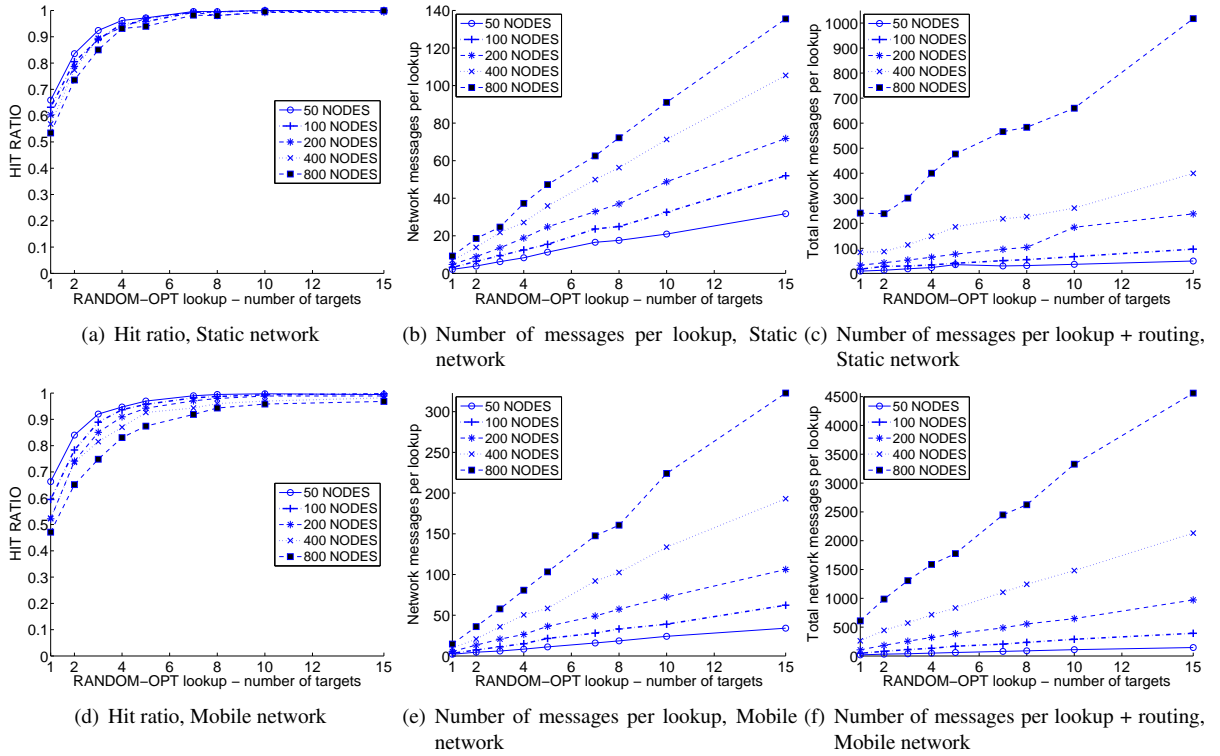 1
0.9
0.8
0.7
0.6
0.5
0.4
0.3
0.2
0.1
0
HIT RATIO
50 NODES
100 NODES
200 NODES
400 NODES
800 NODES
1 2 4 6 8 10 12 15
RANDOM−OPT lookup − number of targets
(a) Hit ratio, Static network
140
120
100
80
60
40
20
0
Network messages per lookup
50 NODES
100 NODES
200 NODES
400 NODES
800 NODES
1 2 4 6 8 10 12 15
RANDOM−OPT lookup − number of targets
(b) Number of messages per lookup, Static
network
1000
900
800
700
600
500
400
300
200
100
0
Total network messages per lookup
50 NODES
100 NODES
200 NODES
400 NODES
800 NODES
1 2 4 6 8 10 12 15
RANDOM−OPT lookup − number of targets
(c) Number of messages per lookup + routing,
Static network
1
0.9
0.8
0.7
0.6
0.5
0.4
0.3
0.2
0.1
0
HIT RATIO
50 NODES
100 NODES
200 NODES
400 NODES
800 NODES
1 2 4 6 8 10 12 15
RANDOM−OPT lookup − number of targets
(d) Hit ratio, Mobile network
300
250
200
150
100
50
0
Network messages per lookup
50 NODES
100 NODES
200 NODES
400 NODES
800 NODES
1 2 4 6 8 10 12 15
RANDOM−OPT lookup − number of targets
(e) Number of messages per lookup, Mobile
network
4500
4000
3500
3000
2500
2000
1500
1000
500
0
Total network messages per lookup
50 NODES
100 NODES
200 NODES
400 NODES
800 NODES
1 2 4 6 8 10 12 15
RANDOM−OPT lookup − number of targets
(f) Number of messages per lookup + routing,
Mobile network